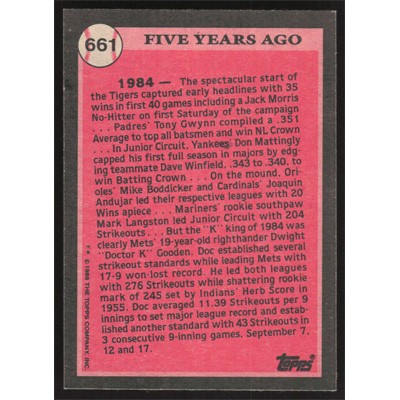 661
FIVE YEARS AGO
1984 — The spectacular start of
the Tigers captured early headlines with 35
wins in first 40 games including a Jack Morris
No-Hitter on first Saturday of the campaign
. . . Padres' Tony Gwynn compiled a .351
Average to top all batsmen and win NL Crown
. . . In Junior Circuit, Yankees Don Mattingly
capped his first full season in majors by edg-
ing teammate Dave Winfield, .343 to .340, to
win Batting Crown . . . On the mound, Ori-
oles' Mike Boddicker and Cardinals' Joaquin
Andujar led their respective leagues with 20
Wins apiece . . . Mariners' rookie southpaw
Mark Langston led Junior Circuit with 204
Strikeouts . . . But the "K" king of 1984 was
clearly Mets' 19-year-old righthander Dwight
"Doctor K" Gooden. Doc established several
strikeout standards while leading Mets with
17-9 won-lost record. He led both leagues
with 276 Strikeouts while shattering rookie
mark of 245 set by Indians' Herb Score in
1955. Doc averaged 11.39 Strikeouts per 9
innings to set major league record and estab-
lished another standard with 43 Strikeouts in
3 consecutive 9-inning games. September 7,
12 and 17.
TOPPS
© 1989 THE TOPPS COMPANY, INC.